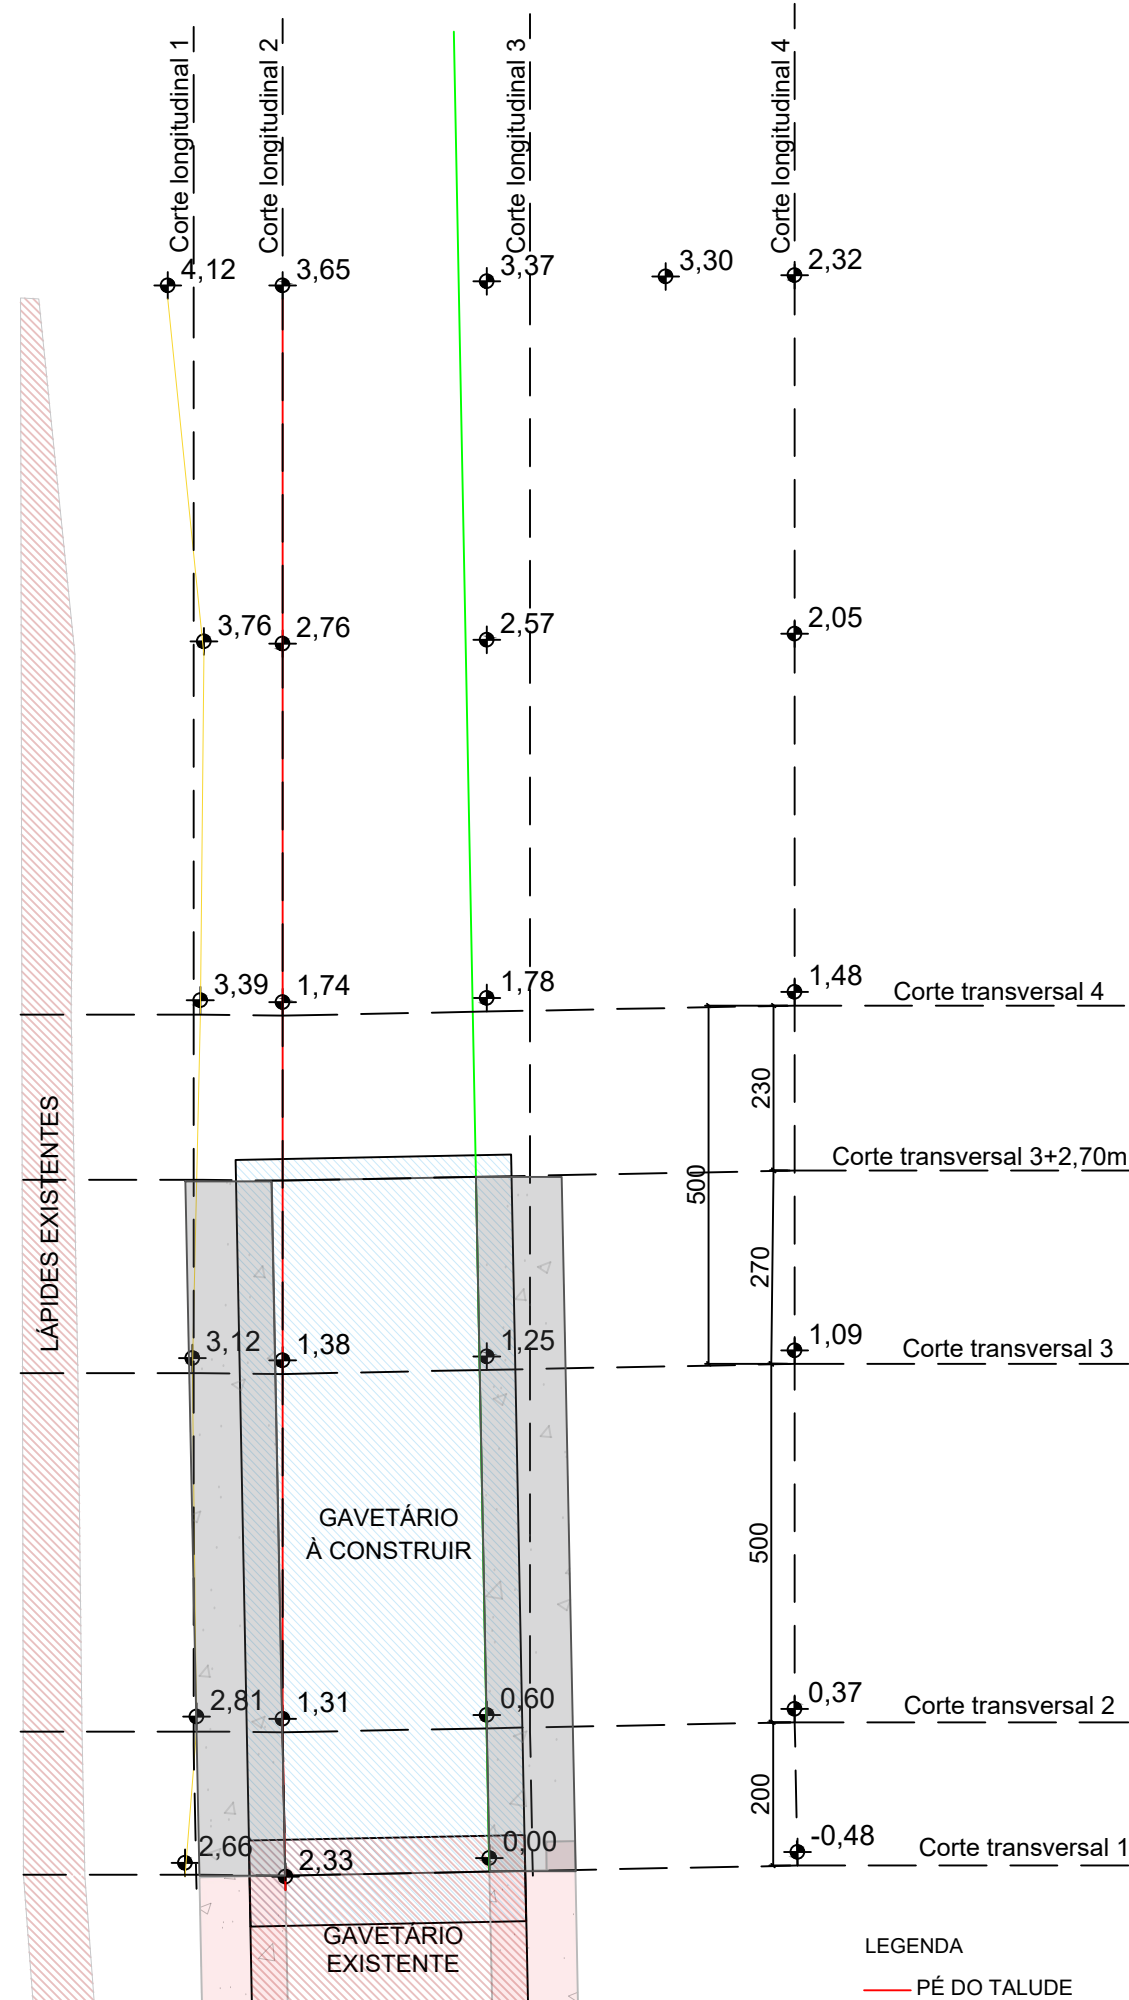 Corte longitudinal 1
Corte longitudinal 2
Corte longitudinal 3
Corte longitudinal 4
4,12
3,65
3,37
3,30
2,32
3,76
2,76
2,57
2,05
3,39
1,74
1,78
1,48
Corte transversal 4
230
500
Corte transversal 3+2,70m
270
LÁPIDES EXISTENTES
3,12
1,38
1,25
1,09
Corte transversal 3
GAVETÁRIO
À CONSTRUIR
500
2,81
1,31
0,60
0,37
Corte transversal 2
200
2,66
2,33
0,00
-0,48
Corte transversal 1
GAVETÁRIO
EXISTENTE
LEGENDA
PÉ DO TALUDE